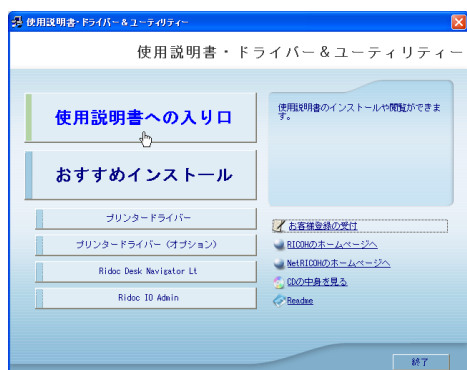 使用説明書・ドライバー＆ユーティリティー
使用説明書・ドライバー＆ユーティリティー
使用説明書への入り口
使用説明書のインストールや閲覧ができま
す。
おすすめインストール
プリンタードライバー
プリンタードライバー（オプション）
Ridoc Desk Navigator Lt
Ridoc IO Admin
お客様登録の受付
RICOHのホームページへ
NetRICOHのホームページへ
CDの中身を見る
Readme
終了